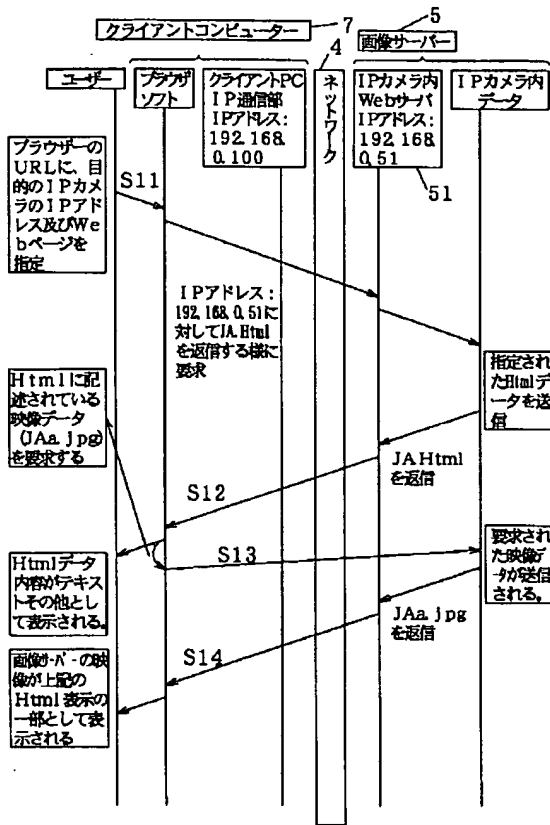 クライアントコンピューター
7
5
画像サーバー
4
ユーザー
ブラウザ
ソフト
クライアントPC
IP通信部
IPアドレス：
192.168.
0.100
ネットワーク
IPカメラ内
Webサーバ
IPアドレス：
192.168.
0.51
IPカメラ内
データ
51
ブラウザーの
URLに、目
的のIPカメ
ラのIPアド
レス及びWe
bページを
指定
S11
IPアドレス：
192.168.0.51に
対してJA.Html
を返信する様に
要求
指定され
たHtmlデ
ータを送
信
Htmlに記
述されている
映像データ
(JAa.jpg)
を要求する
JA.Html
を返信
S12
S13
要求され
た映像デ
ータが送信
される。
Htmlデータ
内容がテキス
トその他とし
て表示される。
JAa.jpg
を返信
S14
画像サーバーの映
像が上記の
Html表示の
一部として表
示される